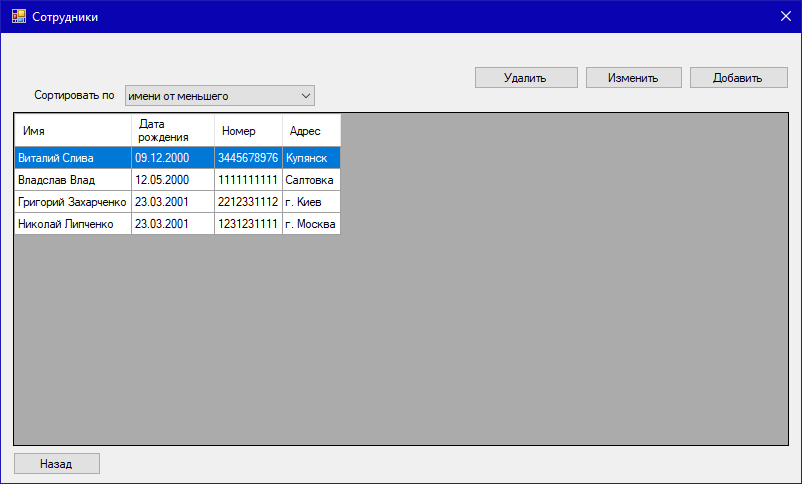 Сотрудники
Удалить Изменить Добавить
Сортировать по имени от меньшего
Имя Дата рождения Номер Адрес
Виталий Слива 09.12.2000 3445678976 Купянск
Владслав Влад 12.05.2000 1111111111 Салтовка
Григорий Захарченко 23.03.2001 2212331112 г. Киев
Николай Липченко 23.03.2001 1231231111 г. Москва
Назад